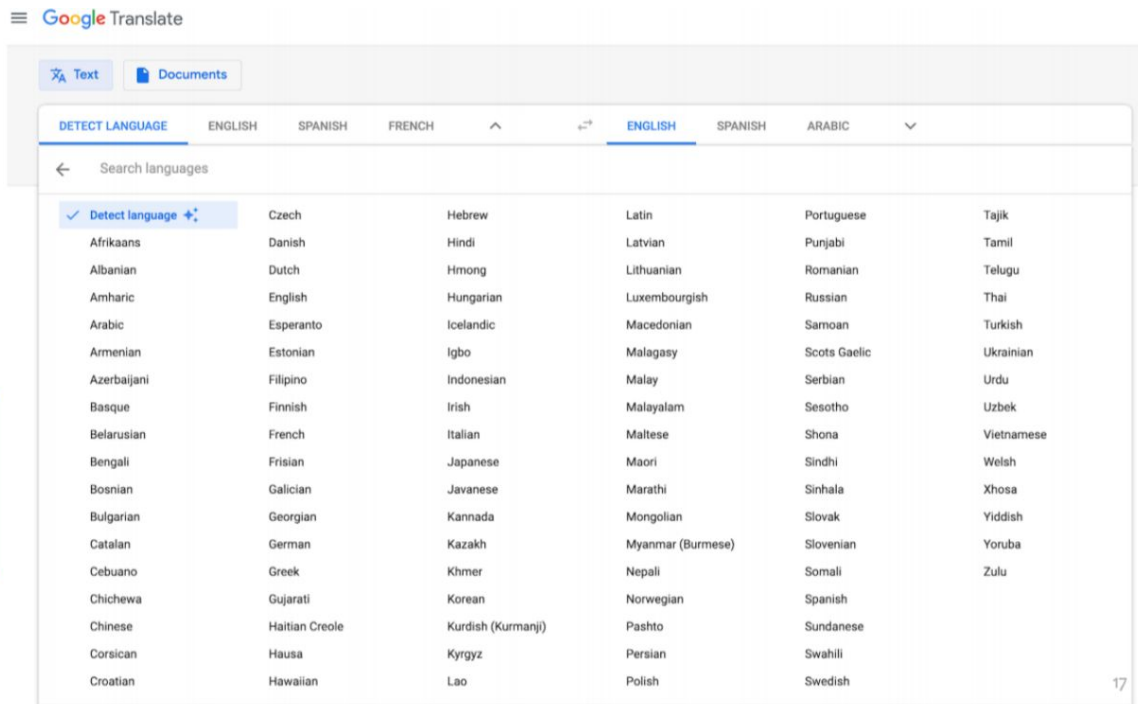 Google Translate
Text Documents
DETECT LANGUAGE ENGLISH SPANISH FRENCH ENGLISH SPANISH ARABIC
Search languages
Detect language Czech Hebrew Latin Portuguese Tajik
Afrikaans Danish Hindi Latvian Punjabi Tamil
Albanian Dutch Hmong Lithuanian Romanian Telugu
Amharic English Hungarian Luxembourgish Russian Thai
Arabic Esperanto Icelandic Macedonian Samoan Turkish
Armenian Estonian Igbo Malagasy Scots Gaelic Ukrainian
Azerbaijani Filipino Indonesian Malay Serbian Urdu
Basque Finnish Irish Malayalam Sesotho Uzbek
Belarusian French Italian Maltese Shona Vietnamese
Bengali Frisian Japanese Maori Sindhi Welsh
Bosnian Galician Javanese Marathi Sinhala Xhosa
Bulgarian Georgian Kannada Mongolian Slovak Yiddish
Catalan German Kazakh Myanmar (Burmese) Slovenian Yoruba
Cebuano Greek Khmer Nepali Somali Zulu
Chichewa Gujarati Korean Norwegian Spanish
Chinese Haitian Creole Kurdish (Kurmanji) Pashto Sundanese
Corsican Hausa Kyrgyz Persian Swahili
Croatian Hawaiian Lao Polish Swedish
17